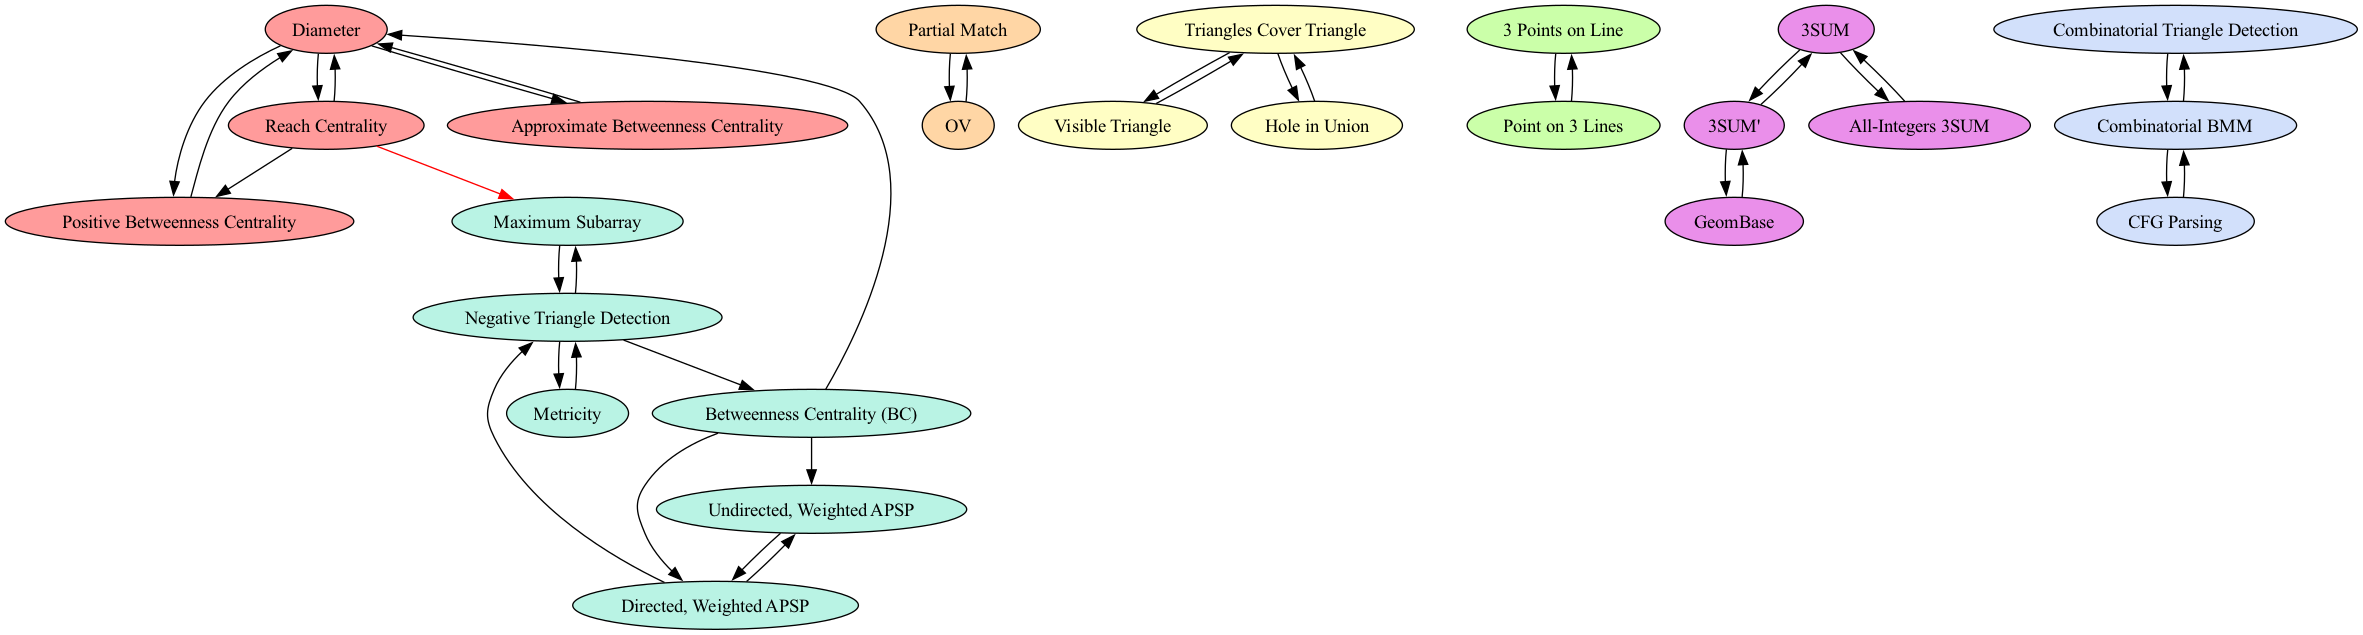 Diameter
Partial Match
Triangles Cover Triangle
3 Points on Line
3SUM
Combinatorial Triangle Detection
Reach Centrality
Approximate Betweenness Centrality
OV
Visible Triangle
Hole in Union
Point on 3 Lines
3SUM'
All-Integers 3SUM
Combinatorial BMM
Positive Betweenness Centrality
Maximum Subarray
GeomBase
CFG Parsing
Negative Triangle Detection
Metricity
Betweenness Centrality (BC)
Undirected, Weighted APSP
Directed, Weighted APSP